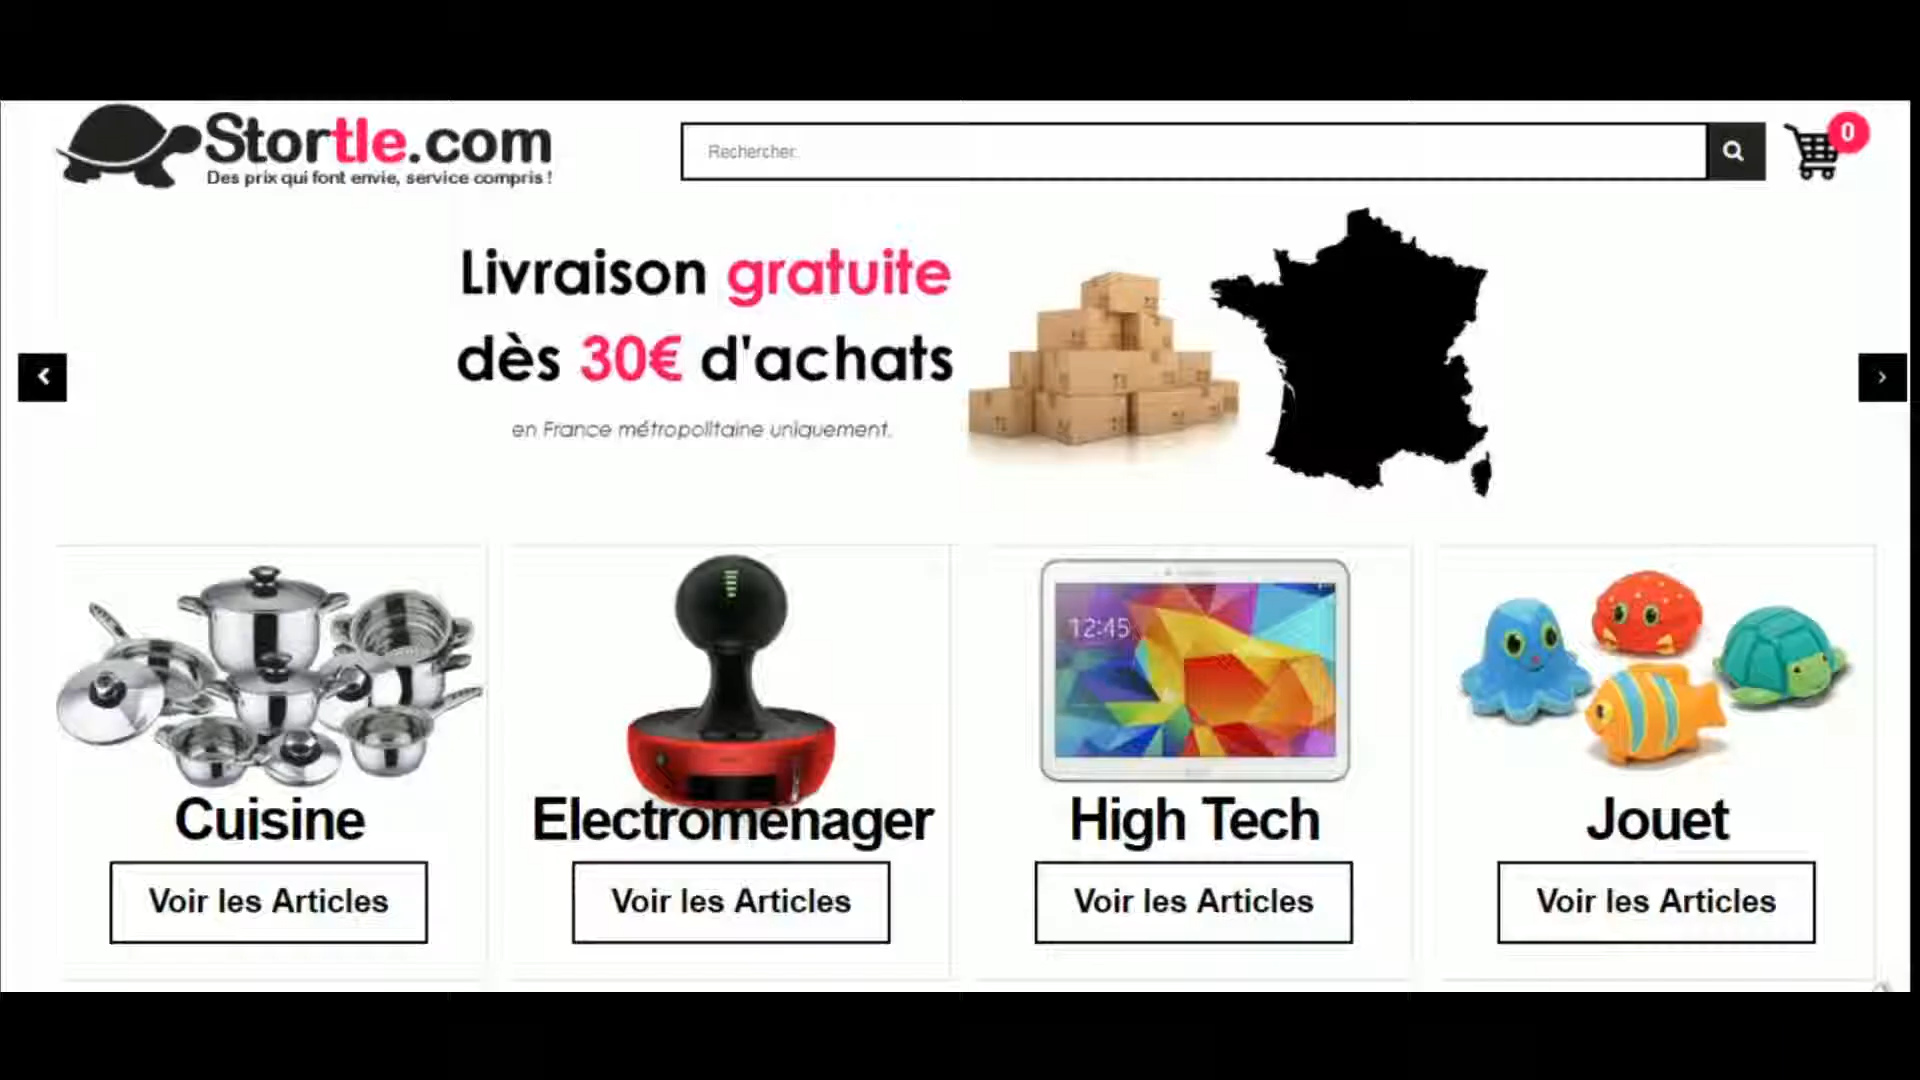 Stortle.com
Des prix qui font envie, service compris !
Rechercher.
0
Livraison gratuite
dès 30€ d'achats
en France métropolitaine uniquement.
12:45
Cuisine
Electroménager
High Tech
Jouet
Voir les Articles
Voir les Articles
Voir les Articles
Voir les Articles